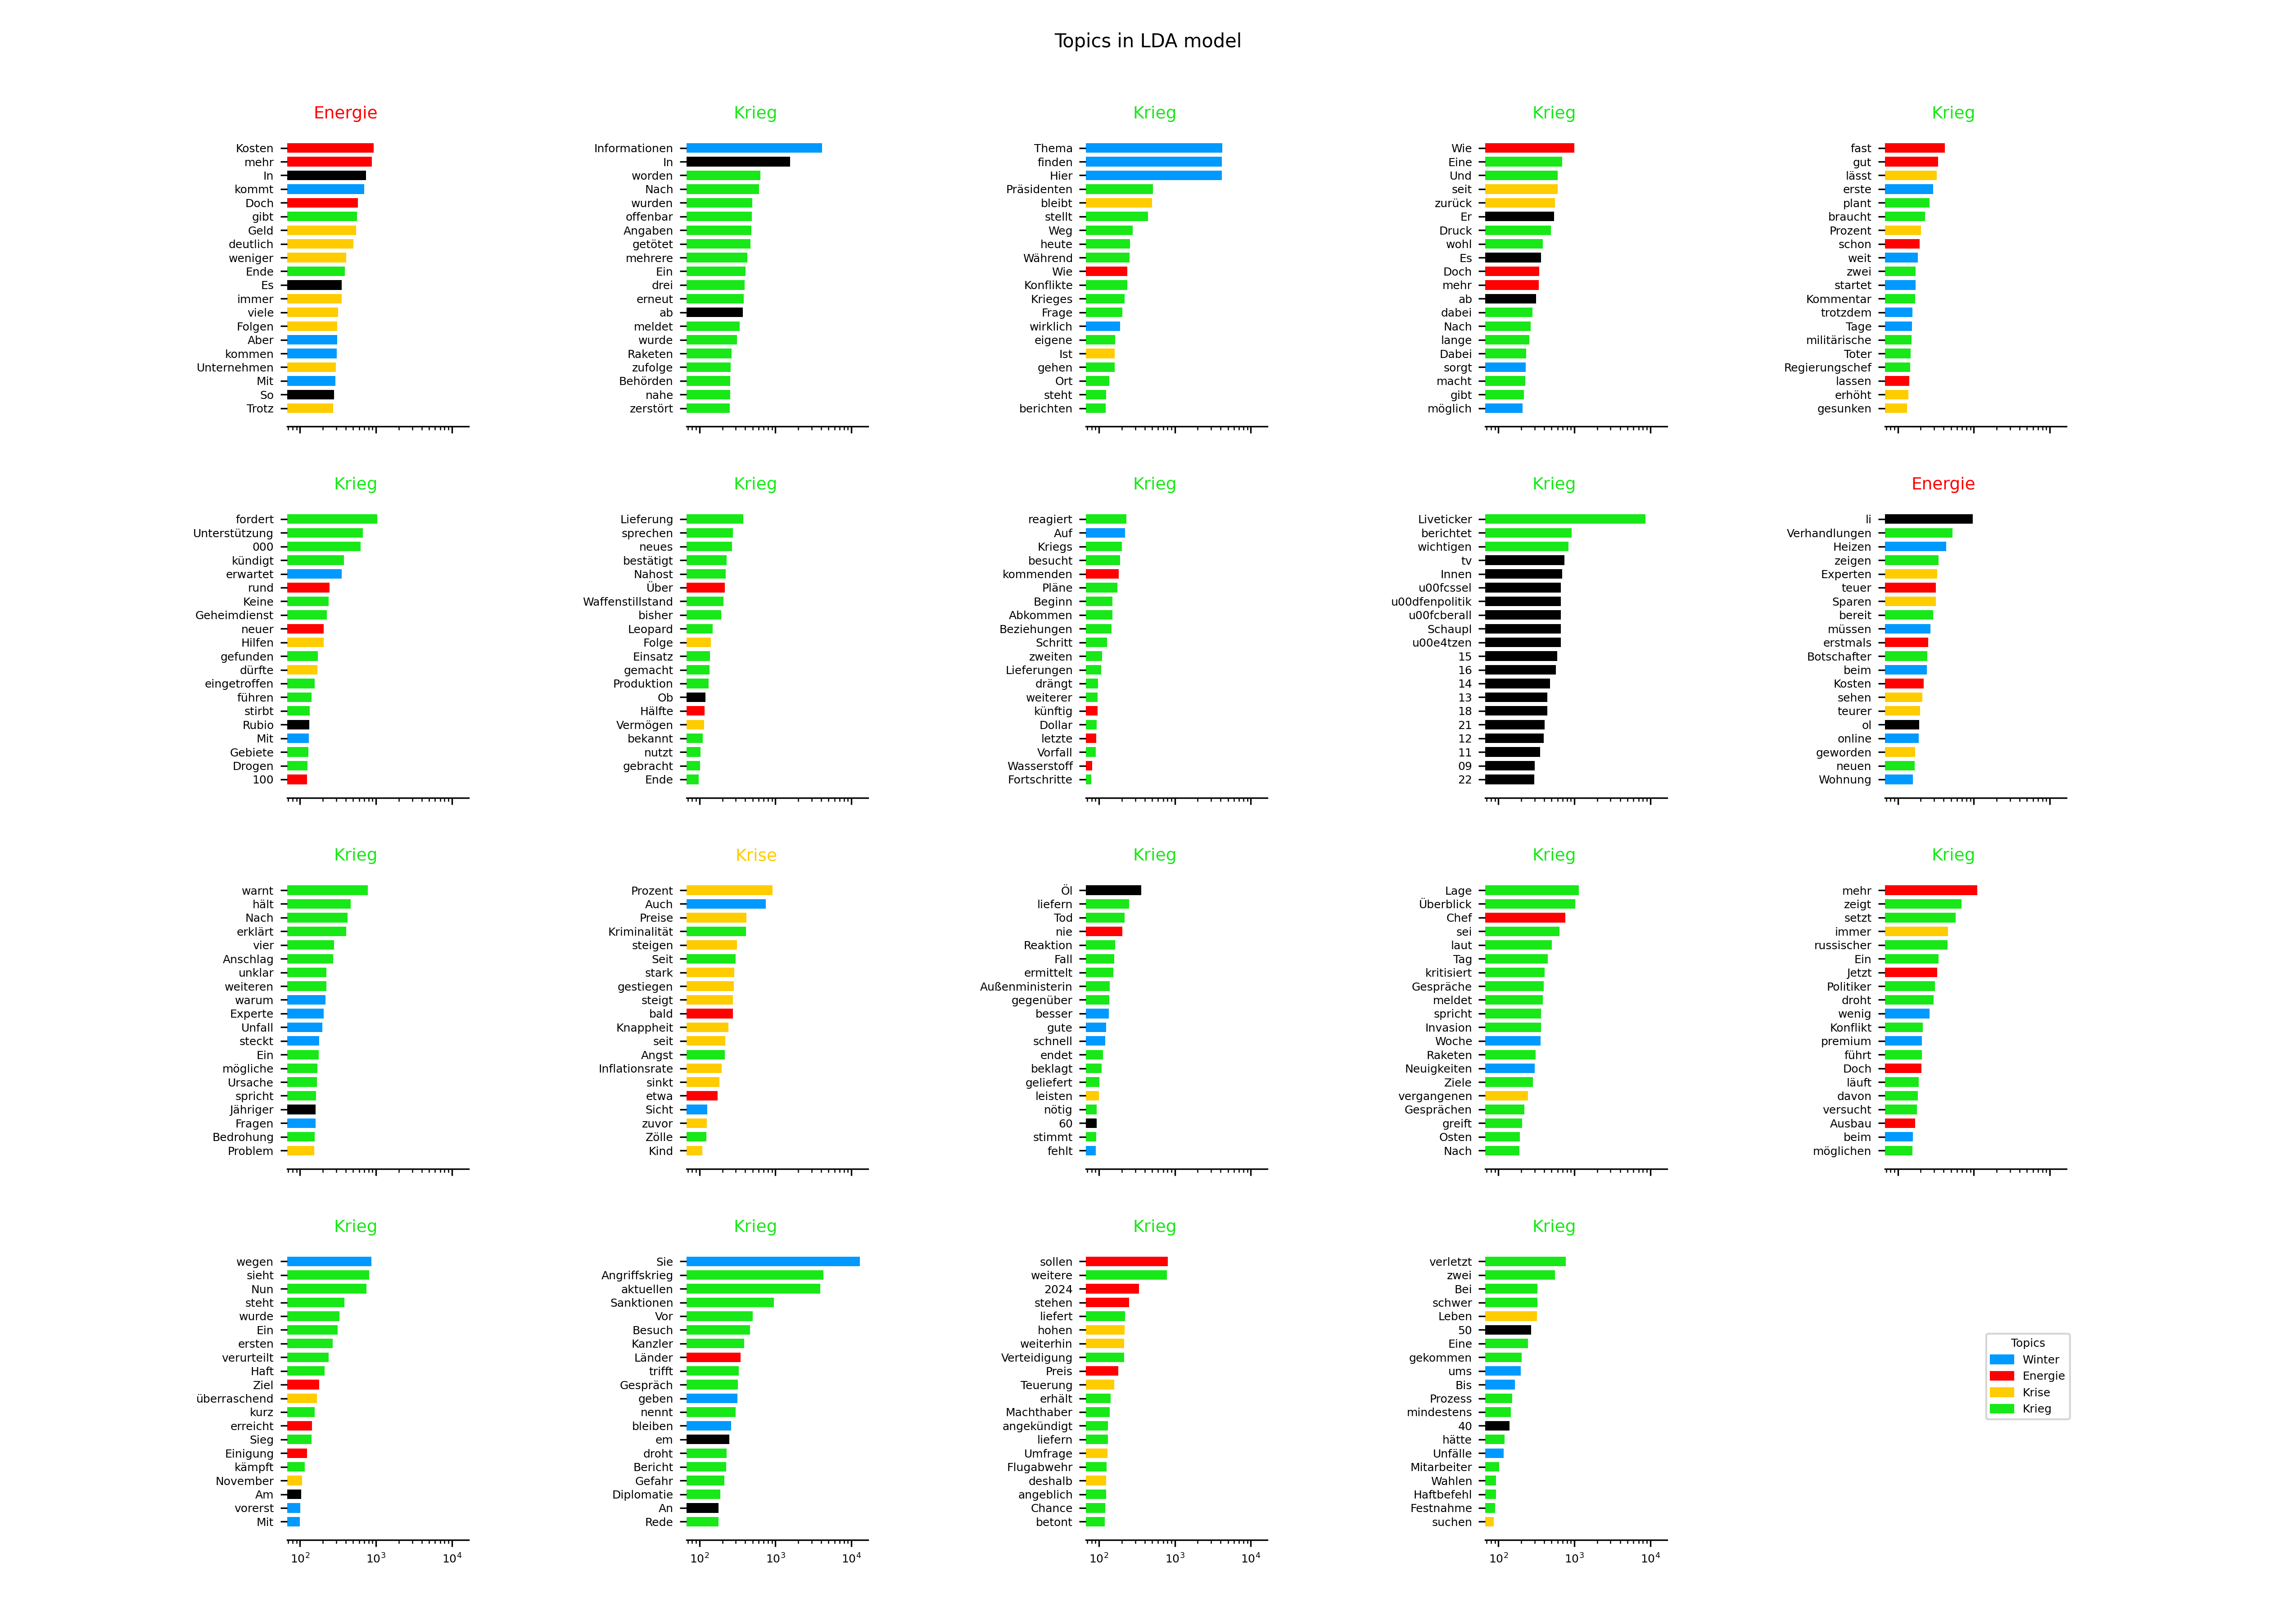 Topics in LDA model
Energie
Kosten
mehr
In
kommt
Doch
gibt
Geld
deutlich
weniger
Ende
Es
immer
viele
Folgen
Aber
kommen
Unternehmen
Mit
So
Trotz
Krieg
Informationen
In
worden
Nach
wurden
offenbar
Angaben
getötet
mehrere
Ein
drei
erneut
ab
meldet
wurde
Raketen
zufolge
Behörden
nahe
zerstört
Krieg
Thema
finden
Hier
Präsidenten
bleibt
stellt
Weg
heute
Während
Wie
Konflikte
Krieges
Frage
wirklich
eigene
Ist
gehen
Ort
steht
berichten
Krieg
Wie
Eine
Und
seit
zurück
Er
Druck
wohl
Es
Doch
mehr
ab
dabei
Nach
lange
Dabei
sorgt
macht
gibt
möglich
Krieg
fast
gut
lässt
erste
plant
braucht
Prozent
schon
weit
zwei
startet
Kommentar
trotzdem
Tage
militärische
Toter
Regierungschef
lassen
erhöht
gesunken
Krieg
fordert
Unterstützung
000
kündigt
erwartet
rund
Keine
Geheimdienst
neuer
Hilfen
gefunden
dürfte
eingetroffen
führen
stirbt
Rubio
Mit
Gebiete
Drogen
100
Krieg
Lieferung
sprechen
neues
bestätigt
Nahost
Über
Waffenstillstand
bisher
Leopard
Folge
Einsatz
gemacht
Produktion
Ob
Hälfte
Vermögen
bekannt
nutzt
gebracht
Ende
Krieg
reagiert
Auf
Kriegs
besucht
kommenden
Pläne
Beginn
Abkommen
Beziehungen
Schritt
zweiten
Lieferungen
drängt
weiterer
künftig
Dollar
letzte
Vorfall
Wasserstoff
Fortschritte
Krieg
Liveticker
berichtet
wichtigen
tv
Innen
u00fcssel
u00dfenpolitik
u00fcberall
Schaupl
u00e4tzen
15
16
14
13
18
21
12
11
09
22
Energie
li
Verhandlungen
Heizen
zeigen
Experten
teuer
Sparen
bereit
müssen
erstmals
Botschafter
beim
Kosten
sehen
teurer
ol
online
geworden
neuen
Wohnung
Krieg
warnt
hält
Nach
erklärt
vier
Anschlag
unklar
weiteren
warum
Experte
Unfall
steckt
Ein
mögliche
Ursache
spricht
Jähriger
Fragen
Bedrohung
Problem
Krise
Prozent
Auch
Preise
Kriminalität
steigen
Seit
stark
gestiegen
steigt
bald
Knappheit
seit
Angst
Inflationsrate
sinkt
etwa
Sicht
zuvor
Zölle
Kind
Krieg
Öl
liefern
Tod
nie
Reaktion
Fall
ermittelt
Außenministerin
gegenüber
besser
gute
schnell
endet
beklagt
geliefert
leisten
nötig
60
stimmt
fehlt
Krieg
Lage
Überblick
Chef
sei
laut
Tag
kritisiert
Gespräche
meldet
spricht
Invasion
Woche
Raketen
Neuigkeiten
Ziele
vergangenen
Gesprächen
greift
Osten
Nach
Krieg
mehr
zeigt
setzt
immer
russischer
Ein
Jetzt
Politiker
droht
wenig
Konflikt
premium
führt
Doch
läuft
davon
versucht
Ausbau
beim
möglichen
Krieg
wegen
sieht
Nun
steht
wurde
Ein
ersten
verurteilt
Haft
Ziel
überraschend
kurz
erreicht
Sieg
Einigung
kämpft
November
Am
vorerst
Mit
10² 10³ 10⁴
Krieg
Sie
Angriffskrieg
aktuellen
Sanktionen
Vor
Besuch
Kanzler
Länder
trifft
Gespräch
geben
nennt
bleiben
em
droht
Bericht
Gefahr
Diplomatie
An
Rede
10² 10³ 10⁴
Krieg
sollen
weitere
2024
stehen
liefert
hohen
weiterhin
Verteidigung
Preis
Teuerung
erhält
Machthaber
angekündigt
liefern
Umfrage
Flugabwehr
deshalb
angeblich
Chance
betont
10² 10³ 10⁴
Krieg
verletzt
zwei
Bei
schwer
Leben
50
Eine
gekommen
ums
Bis
Prozess
mindestens
40
hätte
Unfälle
Mitarbeiter
Wahlen
Haftbefehl
Festnahme
suchen
10² 10³ 10⁴
Topics
Winter
Energie
Krise
Krieg